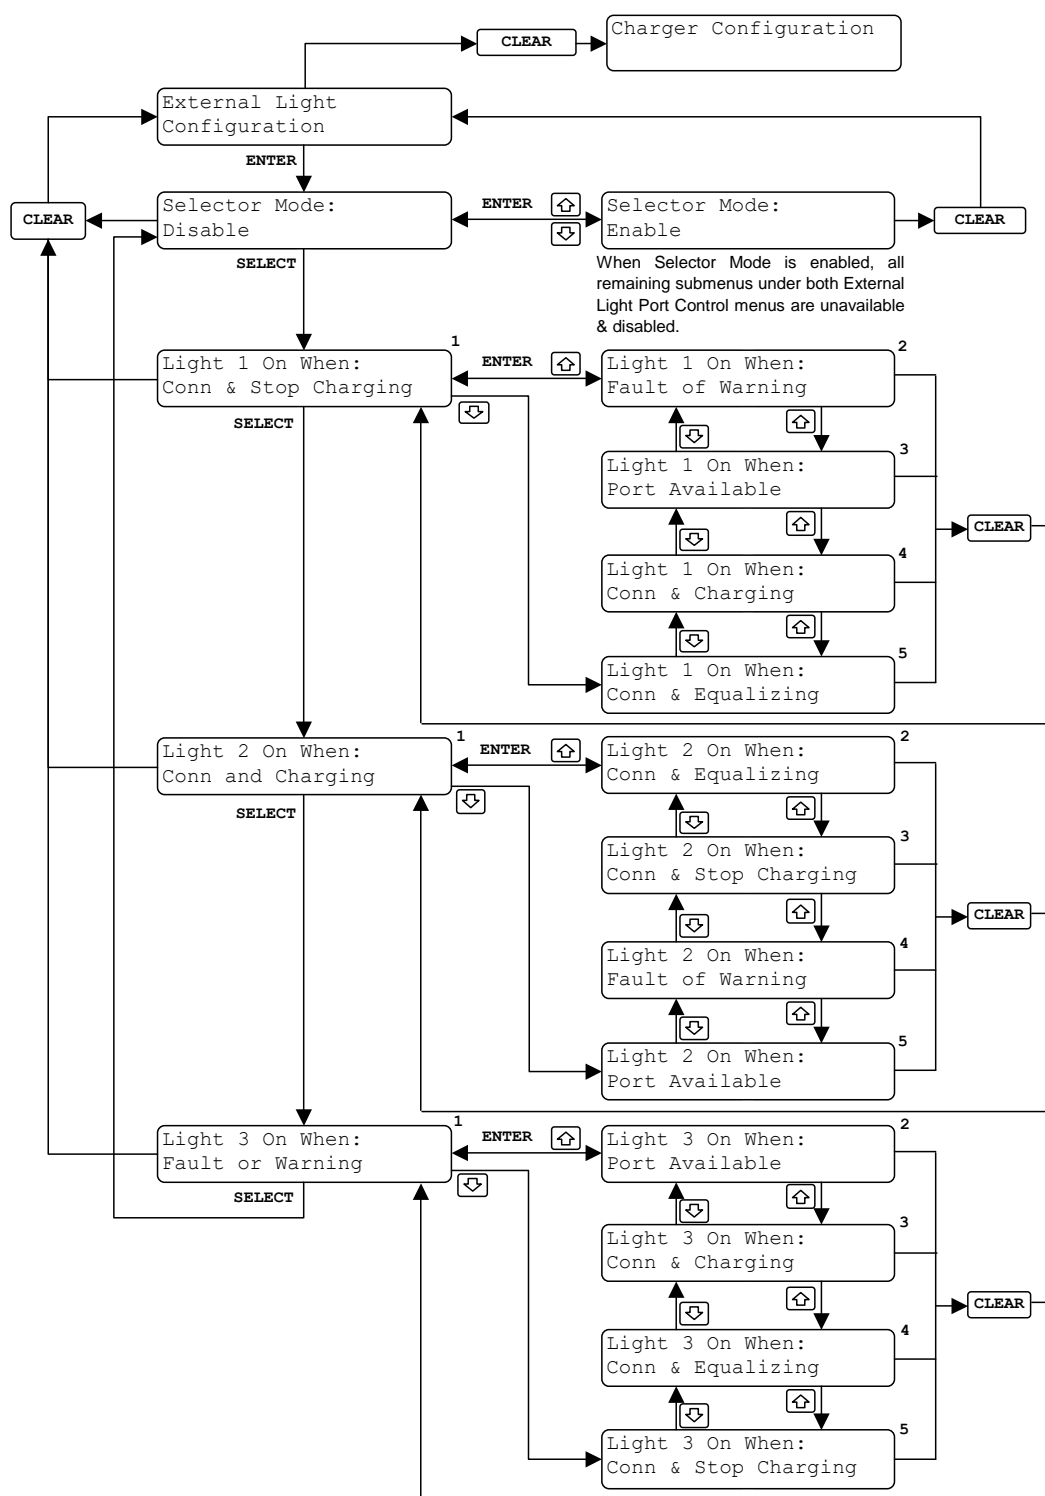 CLEAR
Charger Configuration
External Light
Configuration
ENTER
CLEAR
Selector Mode:
Disable
ENTER
Selector Mode:
Enable
CLEAR
SELECT
When Selector Mode is enabled, all
remaining submenus under both External
Light Port Control menus are unavailable
& disabled.
1
Light 1 On When:
Conn & Stop Charging
ENTER
2
Light 1 On When:
Fault of Warning
SELECT
3
Light 1 On When:
Port Available
CLEAR
4
Light 1 On When:
Conn & Charging
5
Light 1 On When:
Conn & Equalizing
1
Light 2 On When:
Conn and Charging
ENTER
2
Light 2 On When:
Conn & Equalizing
SELECT
3
Light 2 On When:
Conn & Stop Charging
CLEAR
4
Light 2 On When:
Fault of Warning
5
Light 2 On When:
Port Available
1
Light 3 On When:
Fault or Warning
ENTER
2
Light 3 On When:
Port Available
SELECT
3
Light 3 On When:
Conn & Charging
CLEAR
4
Light 3 On When:
Conn & Equalizing
5
Light 3 On When:
Conn & Stop Charging